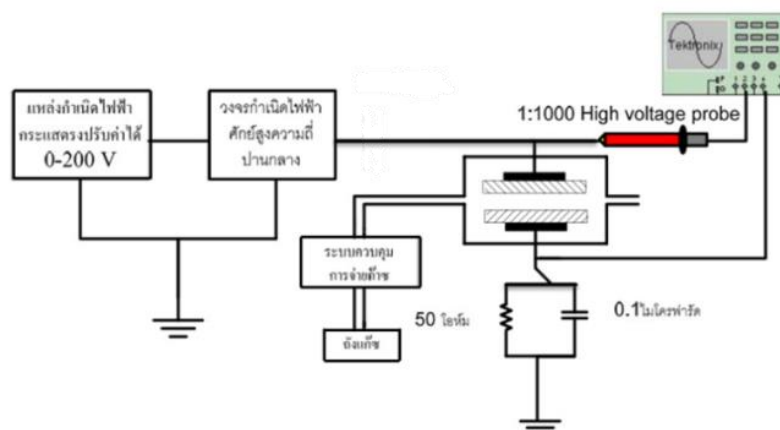 Tektronix
1:1000 High voltage probe
แหล่งกำเนิดไฟฟ้า
กระแสตรงปรับค่าได้
0-200 V
วงจรกำเนิดไฟฟ้า
ศักย์สูงความถี่
ปานกลาง
ระบบควบคุม
การจ่ายก๊าซ
ถังแก๊ซ
50 โอห์ม
0.1ไมโครฟารัด